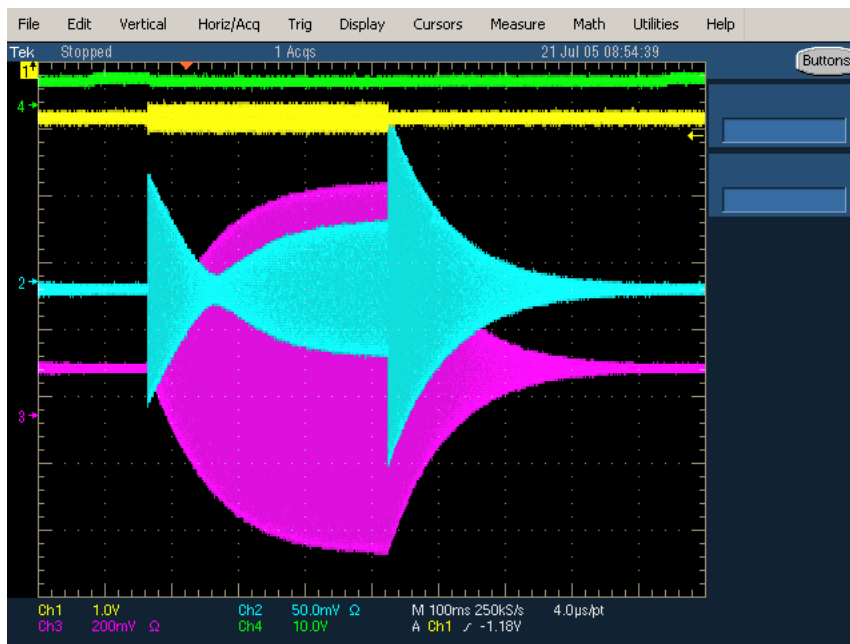 File Edit Vertical Horiz/Acq Trig Display Cursors Measure Math Utilities Help
Tek Stopped 1 Acqs 21 Jul 05 08:54:39
Buttons
1
4
2
3
Ch1 1.0V Ch2 50.0mV Ω M 100ms 250kS/s 4.0µs/pt
Ch3 200mV Ω Ch4 10.0V A Ch1 ∕ -1.18V